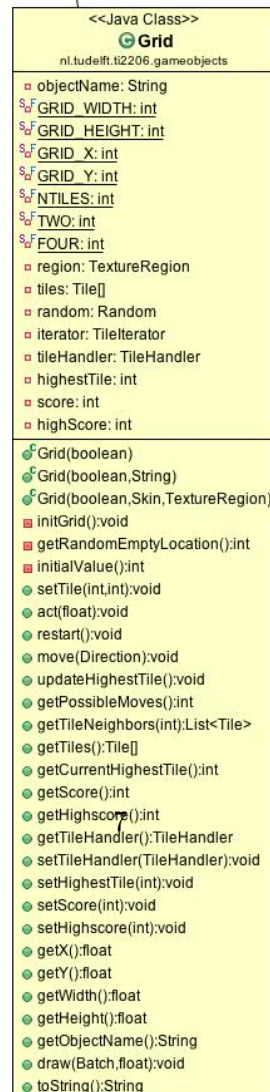 <<Java Class>>
Grid
nl.tudelft.ti2206.gameobjects
objectName: String
GRID_WIDTH: int
GRID_HEIGHT: int
GRID_X: int
GRID_Y: int
NTILES: int
TWO: int
FOUR: int
region: TextureRegion
tiles: Tile[]
random: Random
iterator: TileIterator
tileHandler: TileHandler
highestTile: int
score: int
highScore: int
Grid(boolean)
Grid(boolean,String)
Grid(boolean,Skin,TextureRegion)
initGrid():void
getRandomEmptyLocation():int
initialValue():int
setTile(int,int):void
act(float):void
restart():void
move(Direction):void
updateHighestTile():void
getPossibleMoves():int
getTileNeighbors(int):List<Tile>
getTiles():Tile[]
getCurrentHighestTile():int
getScore():int
getHighscore():int
7
getTileHandler():TileHandler
setTileHandler(TileHandler):void
setHighestTile(int):void
setScore(int):void
setHighscore(int):void
getX():float
getY():float
getWidth():float
getHeight():float
getObjectName():String
draw(Batch,float):void
toString():String